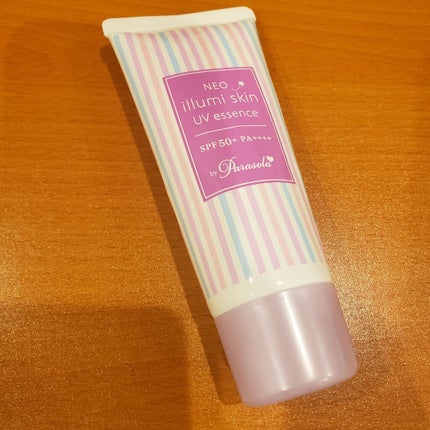 NEO
illumi skin
UV essence
SPF50+ PA++++
by Parasola